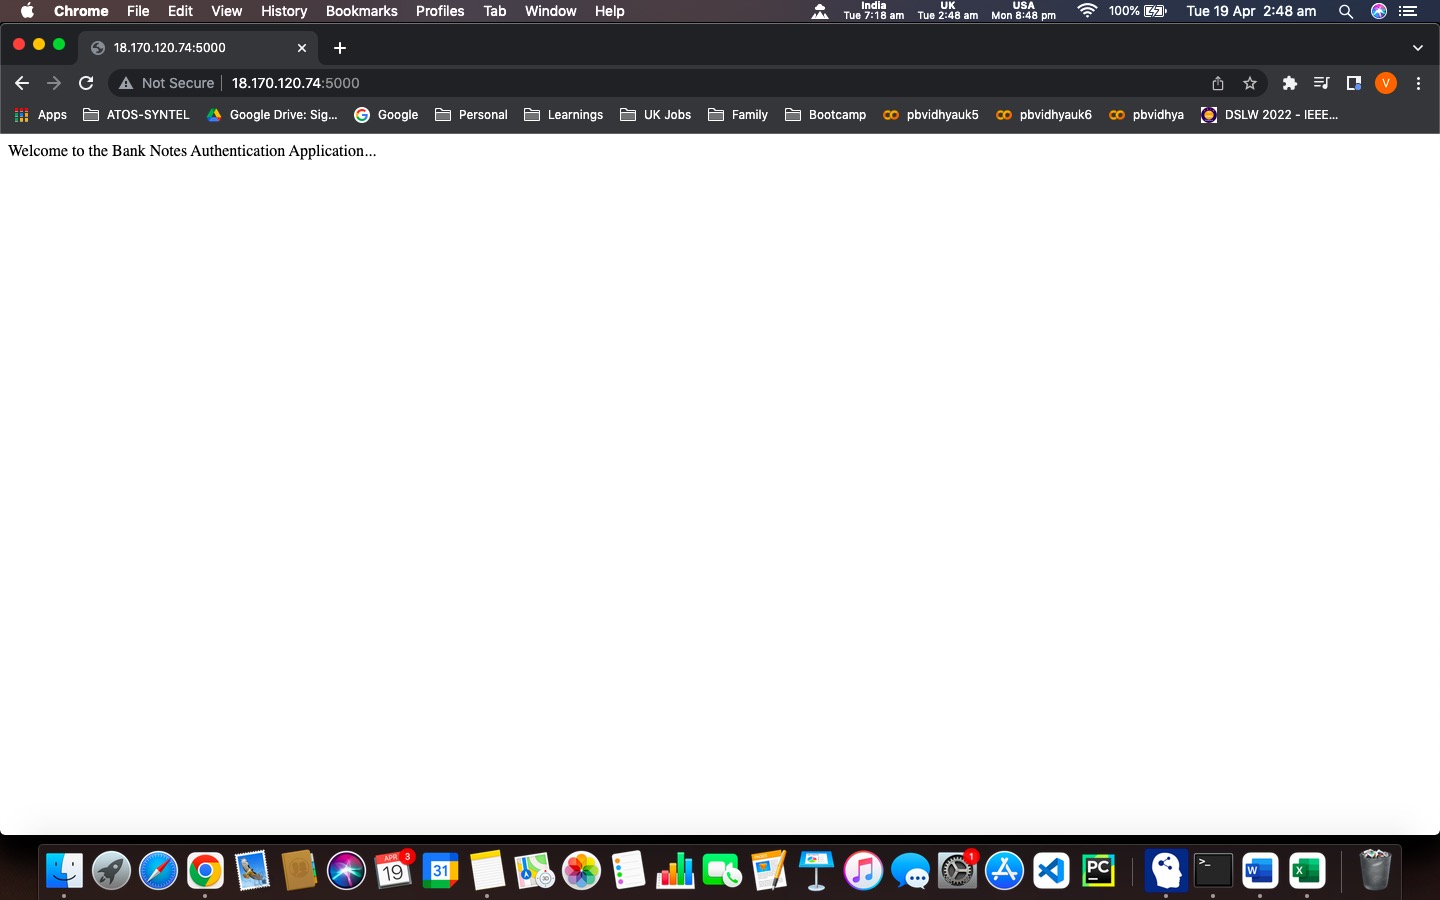 Chrome File Edit View History Bookmarks Profiles Tab Window Help India Tue 7:18 am UK Tue 2:48 am USA Mon 8:48 pm 100% Tue 19 Apr 2:48 am
18.170.120.74:5000
Not Secure 18.170.120.74:5000 V
Apps ATOS-SYNTEL Google Drive: Sig... Google Personal Learnings UK Jobs Family Bootcamp pbvidhyauk5 pbvidhyauk6 pbvidhya DSLW 2022 - IEEE...
Welcome to the Bank Notes Authentication Application...
APR 3 19 31 1 PC >_ W X